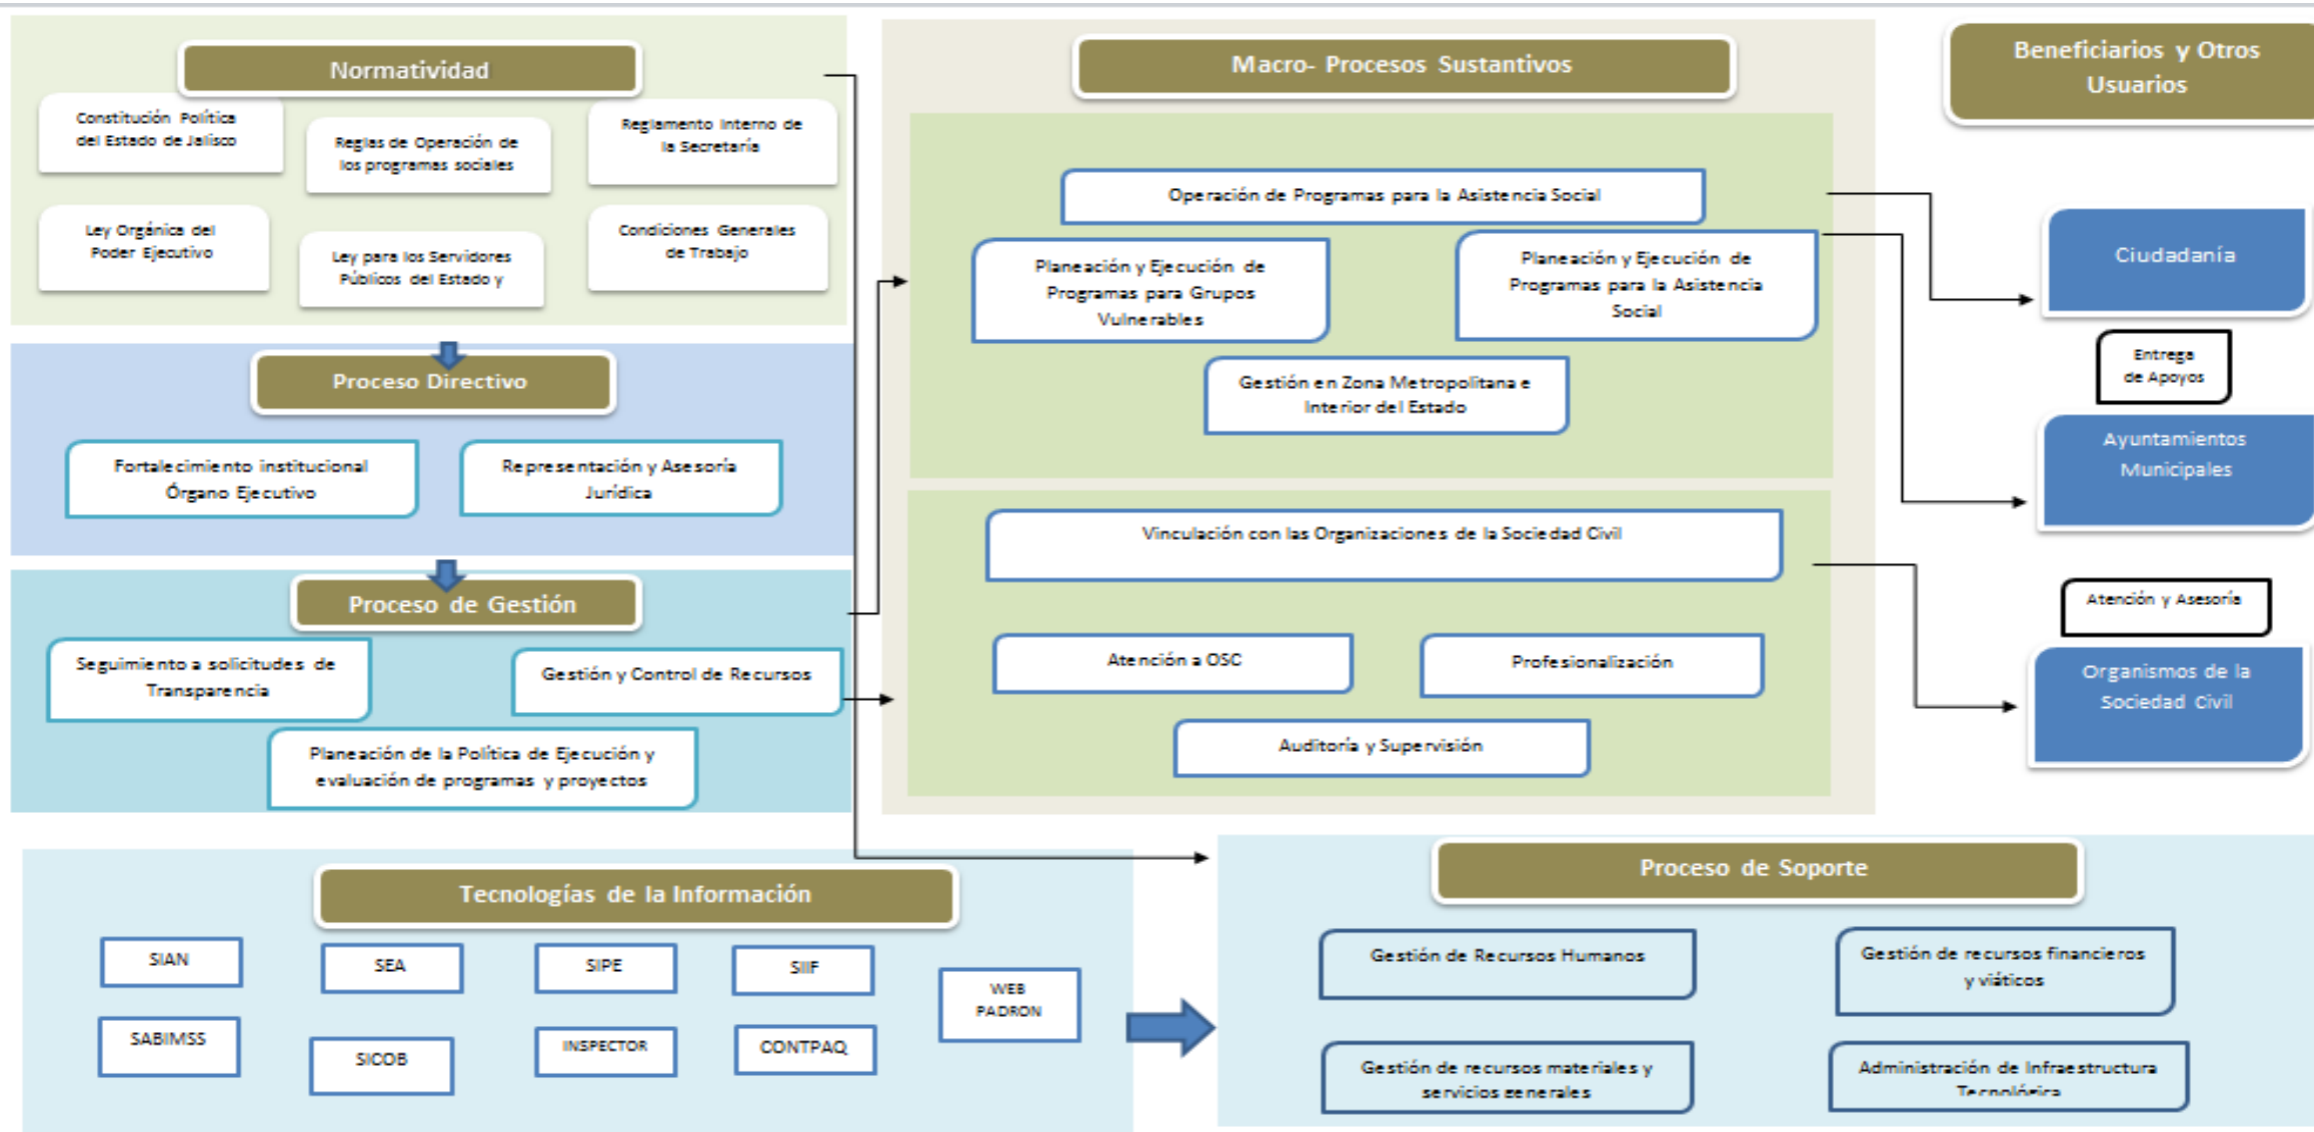 Normatividad
Constitución Política
del Estado de Jalisco
Reglas de Operación de
los programas sociales
Reglamento Interno de
la Secretaría
Ley Orgánica del
Poder Ejecutivo
Ley para los Servidores
Públicos del Estado y
Condiciones Generales
de Trabajo
Proceso Directivo
Fortalecimiento institucional
Órgano Ejecutivo
Representación y Asesoría
Jurídica
Proceso de Gestión
Seguimiento a solicitudes de
Transparencia
Gestión y Control de Recursos
Planeación de la Política de Ejecución y
evaluación de programas y proyectos
Macro- Procesos Sustantivos
Operación de Programas para la Asistencia Social
Planeación y Ejecución de
Programas para Grupos
Vulnerables
Planeación y Ejecución de
Programas para la Asistencia
Social
Gestión en Zona Metropolitana e
Interior del Estado
Vinculación con las Organizaciones de la Sociedad Civil
Atención a OSC
Profesionalización
Auditoría y Supervisión
Beneficiarios y Otros
Usuarios
Ciudadanía
Entrega
de Apoyos
Ayuntamientos
Municipales
Atención y Asesoría
Organismos de la
Sociedad Civil
Tecnologías de la Información
SIAN
SEA
SIPE
SIIF
WEB
PADRON
SABIMSS
SICOB
INSPECTOR
CONTPAQ
Proceso de Soporte
Gestión de Recursos Humanos
Gestión de recursos financieros
y viáticos
Gestión de recursos materiales y
servicios generales
Administración de Infraestructura
Tecnológica